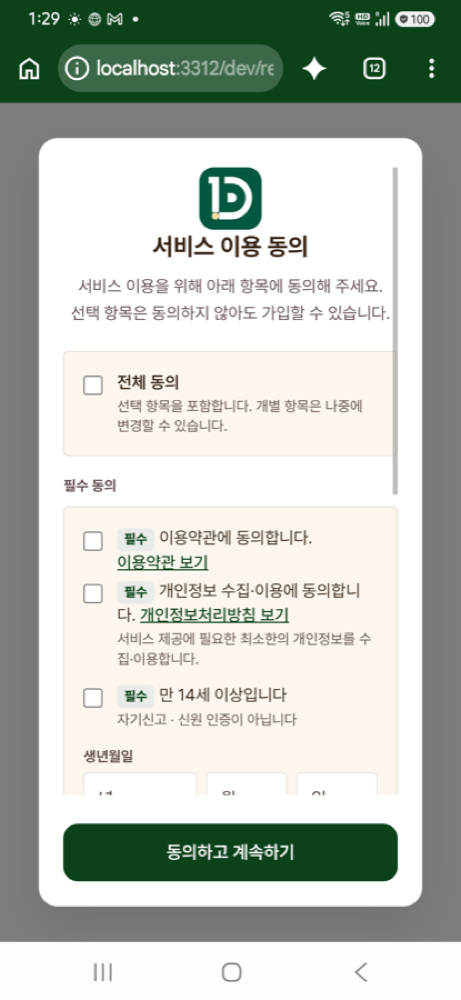 1:29
HD Voice
100
localhost:3312/dev/re
12
1D
서비스 이용 동의
서비스 이용을 위해 아래 항목에 동의해 주세요.
선택 항목은 동의하지 않아도 가입할 수 있습니다.
전체 동의
선택 항목을 포함합니다. 개별 항목은 나중에
변경할 수 있습니다.
필수 동의
필수 이용약관에 동의합니다.
이용약관 보기
필수 개인정보 수집·이용에 동의합니
다. 개인정보처리방침 보기
서비스 제공에 필요한 최소한의 개인정보를 수
집·이용합니다.
필수 만 14세 이상입니다
자기신고 · 신원 인증이 아닙니다
생년월일
년 월 일
동의하고 계속하기